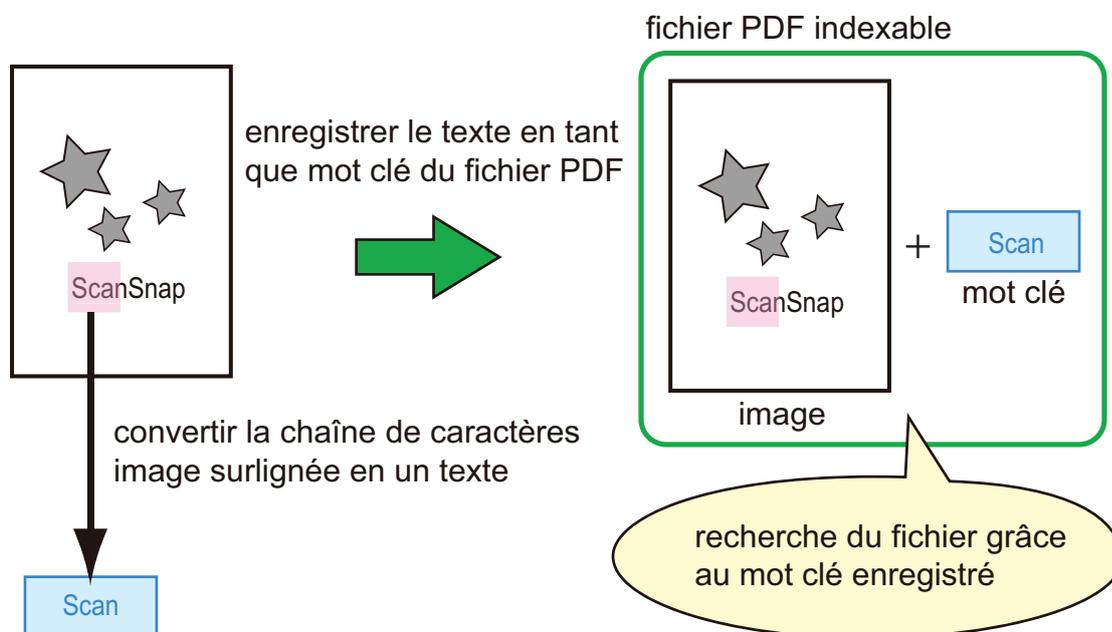 fichier PDF indexable
enregistrer le texte en tant
que mot clé du fichier PDF
ScanSnap
ScanSnap
+
Scan
mot clé
image
convertir la chaîne de caractères
image surlignée en un texte
recherche du fichier grâce
au mot clé enregistré
Scan